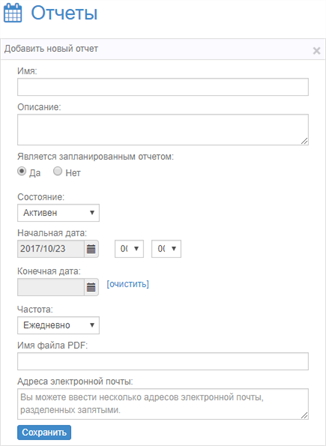 Отчеты
Добавить новый отчет
Имя:
Описание:
Является запланированным отчетом:
Да Нет
Состояние:
Активен
Начальная дата:
2017/10/23
Конечная дата:
[очистить]
Частота:
Ежедневно
Имя файла PDF:
Адреса электронной почты:
Вы можете ввести несколько адресов электронной почты,
разделенных запятыми.
Сохранить